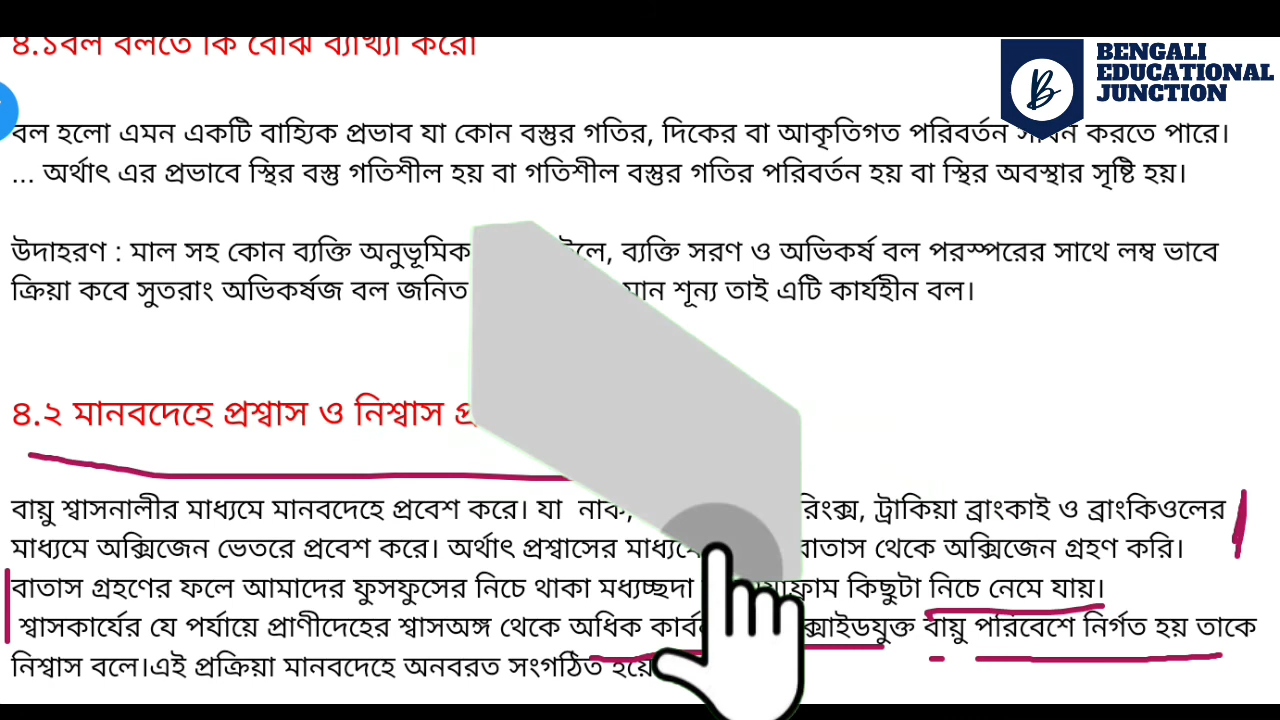 ৪.১বল বলতে কি বোঝ ব্যাখ্যা করো
BENGALI
EDUCATIONAL
JUNCTION
B
বল হলো এমন একটি বাহ্যিক প্রভাব যা কোন বস্তুর গতির, দিকের বা আকৃতিগত পরিবর্তন করতে পারে।
... অর্থাৎ এর প্রভাবে স্থির বস্তু গতিশীল হয় বা গতিশীল বস্তুর গতির পরিবর্তন হয় বা স্থির অবস্থার সৃষ্টি হয়।
উদাহরণ : মাল সহ কোন ব্যক্তি অনুভূমিক ব্যক্তি সরণ ও অভিকর্ষ বল পরস্পরের সাথে লম্ব ভাবে
ক্রিয়া কবে সুতরাং অভিকর্ষজ বল জনিত শূন্য তাই এটি কার্যহীন বল।
৪.২ মানবদেহে প্রশ্বাস ও নিশ্বাস
বায়ু শ্বাসনালীর মাধ্যমে মানবদেহে প্রবেশ করে। যা নাক, ট্রাকিয়া ব্রাংকাই ও ব্রাংকিওলের
মাধ্যমে অক্সিজেন ভেতরে প্রবেশ করে। অর্থাৎ প্রশ্বাসের বাতাস থেকে অক্সিজেন গ্রহণ করি।
বাতাস গ্রহণের ফলে আমাদের ফুসফুসের নিচে থাকা মধ্যচ্ছদা কিছুটা নিচে নেমে যায়।
শ্বাসকার্যের যে পর্যায়ে প্রাণীদেহের শ্বাসঅঙ্গ থেকে অধিক বায়ু পরিবেশে নির্গত হয় তাকে
নিশ্বাস বলে।এই প্রক্রিয়া মানবদেহে অনবরত সংগঠিত হয়ে